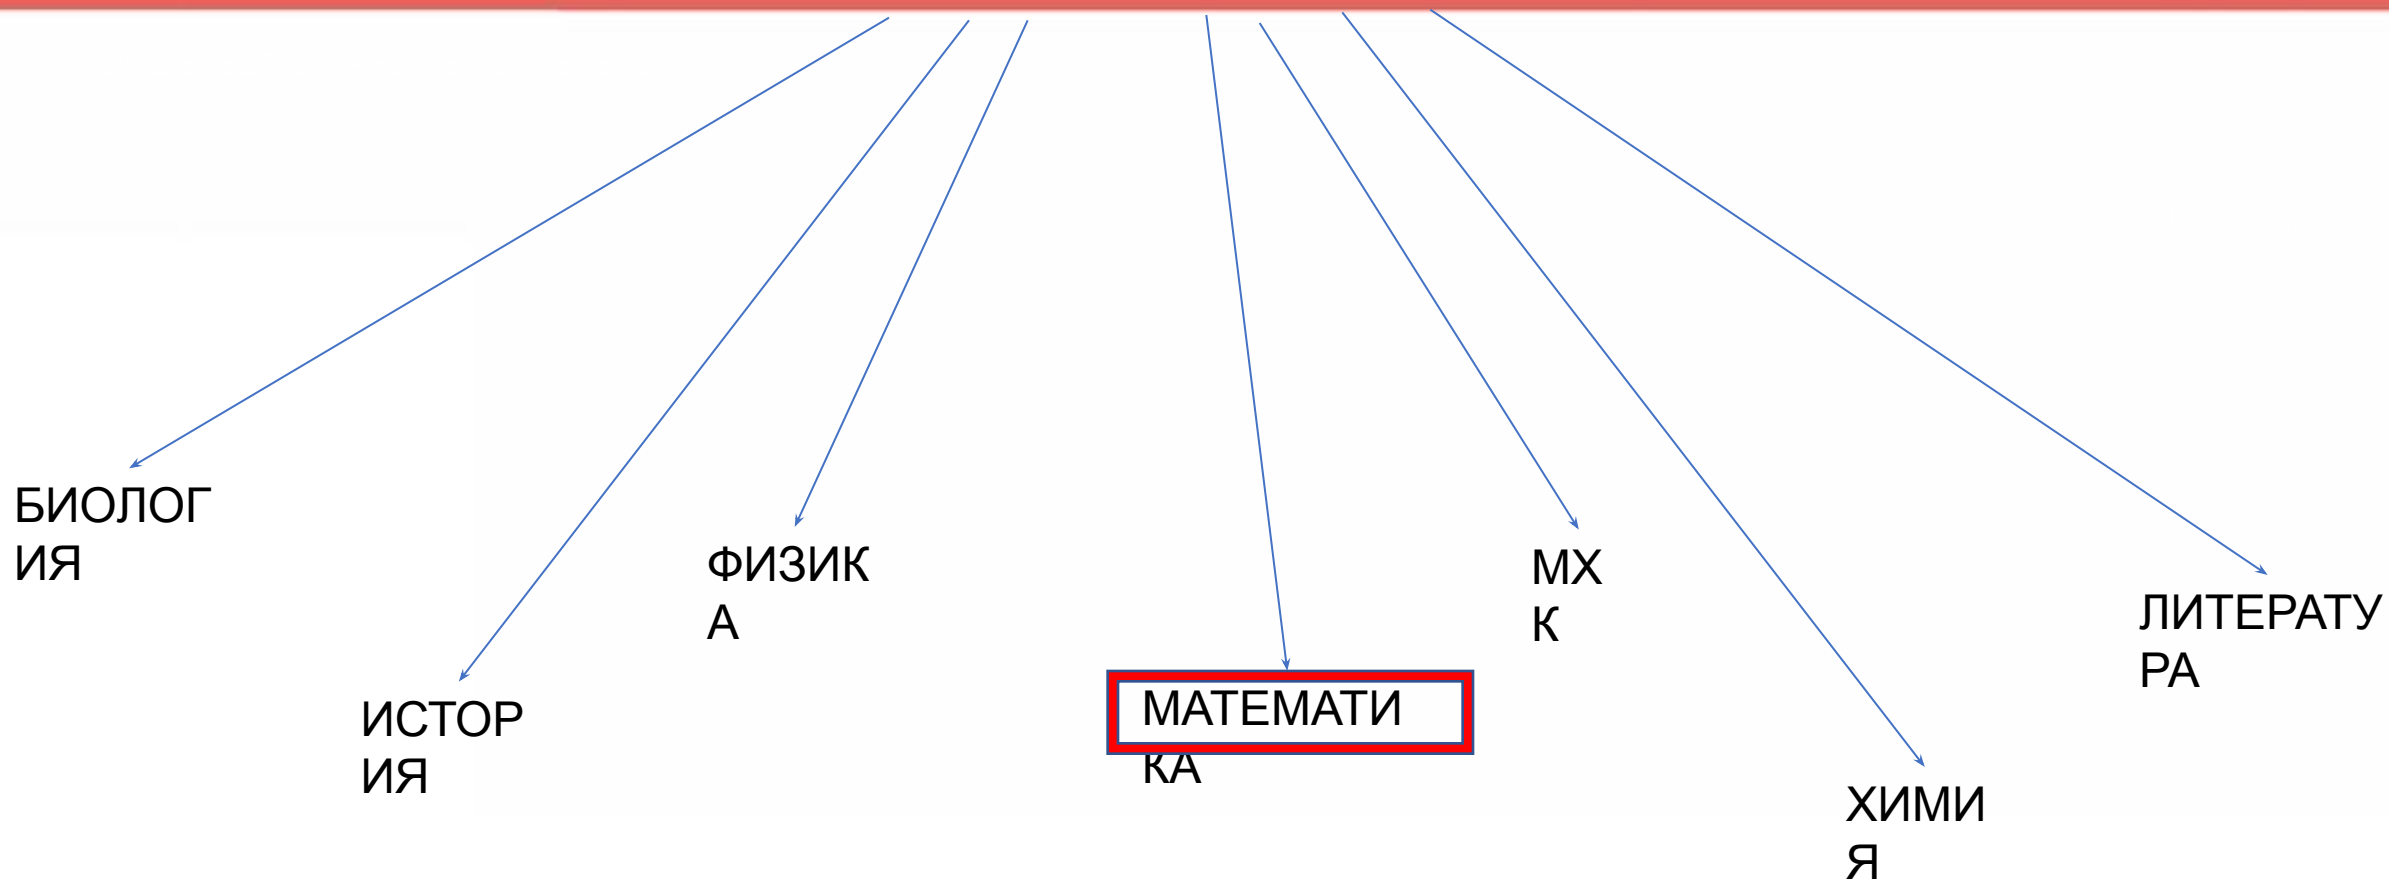 БИОЛОГ
ИЯ
ИСТОР
ИЯ
ФИЗИК
А
МАТЕМАТИ
КА
МХ
К
ХИМИ
Я
ЛИТЕРАТУ
РА